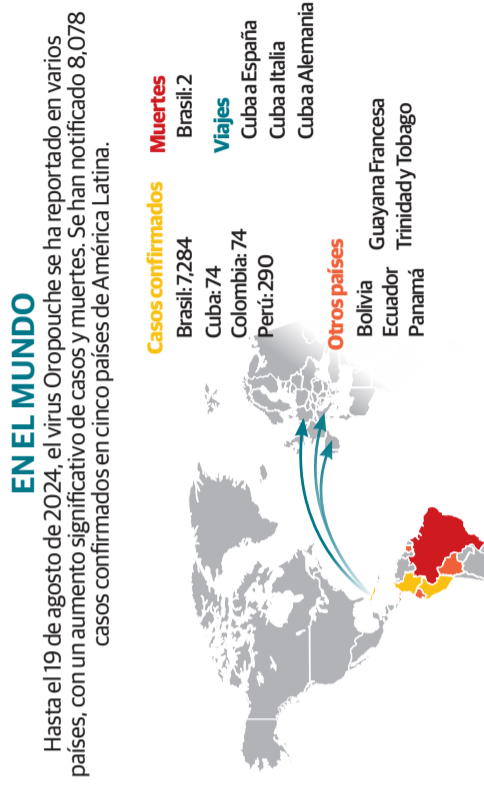 EN EL MUNDO
Hasta el 19 de agosto de 2024, el virus Oropouche se ha reportado en varios
países, con un aumento significativo de casos y muertes. Se han notificado 8,078
casos confirmados en cinco países de América Latina.
Casos confirmados
Brasil: 7,284
Cuba: 74
Colombia: 74
Perú: 290
Muertes
Brasil: 2
Viajes
Cuba a España
Cuba a Italia
Cuba a Alemania
Otros países
Bolivia
Ecuador
Panamá
Guayana Francesa
Trinidad y Tobago